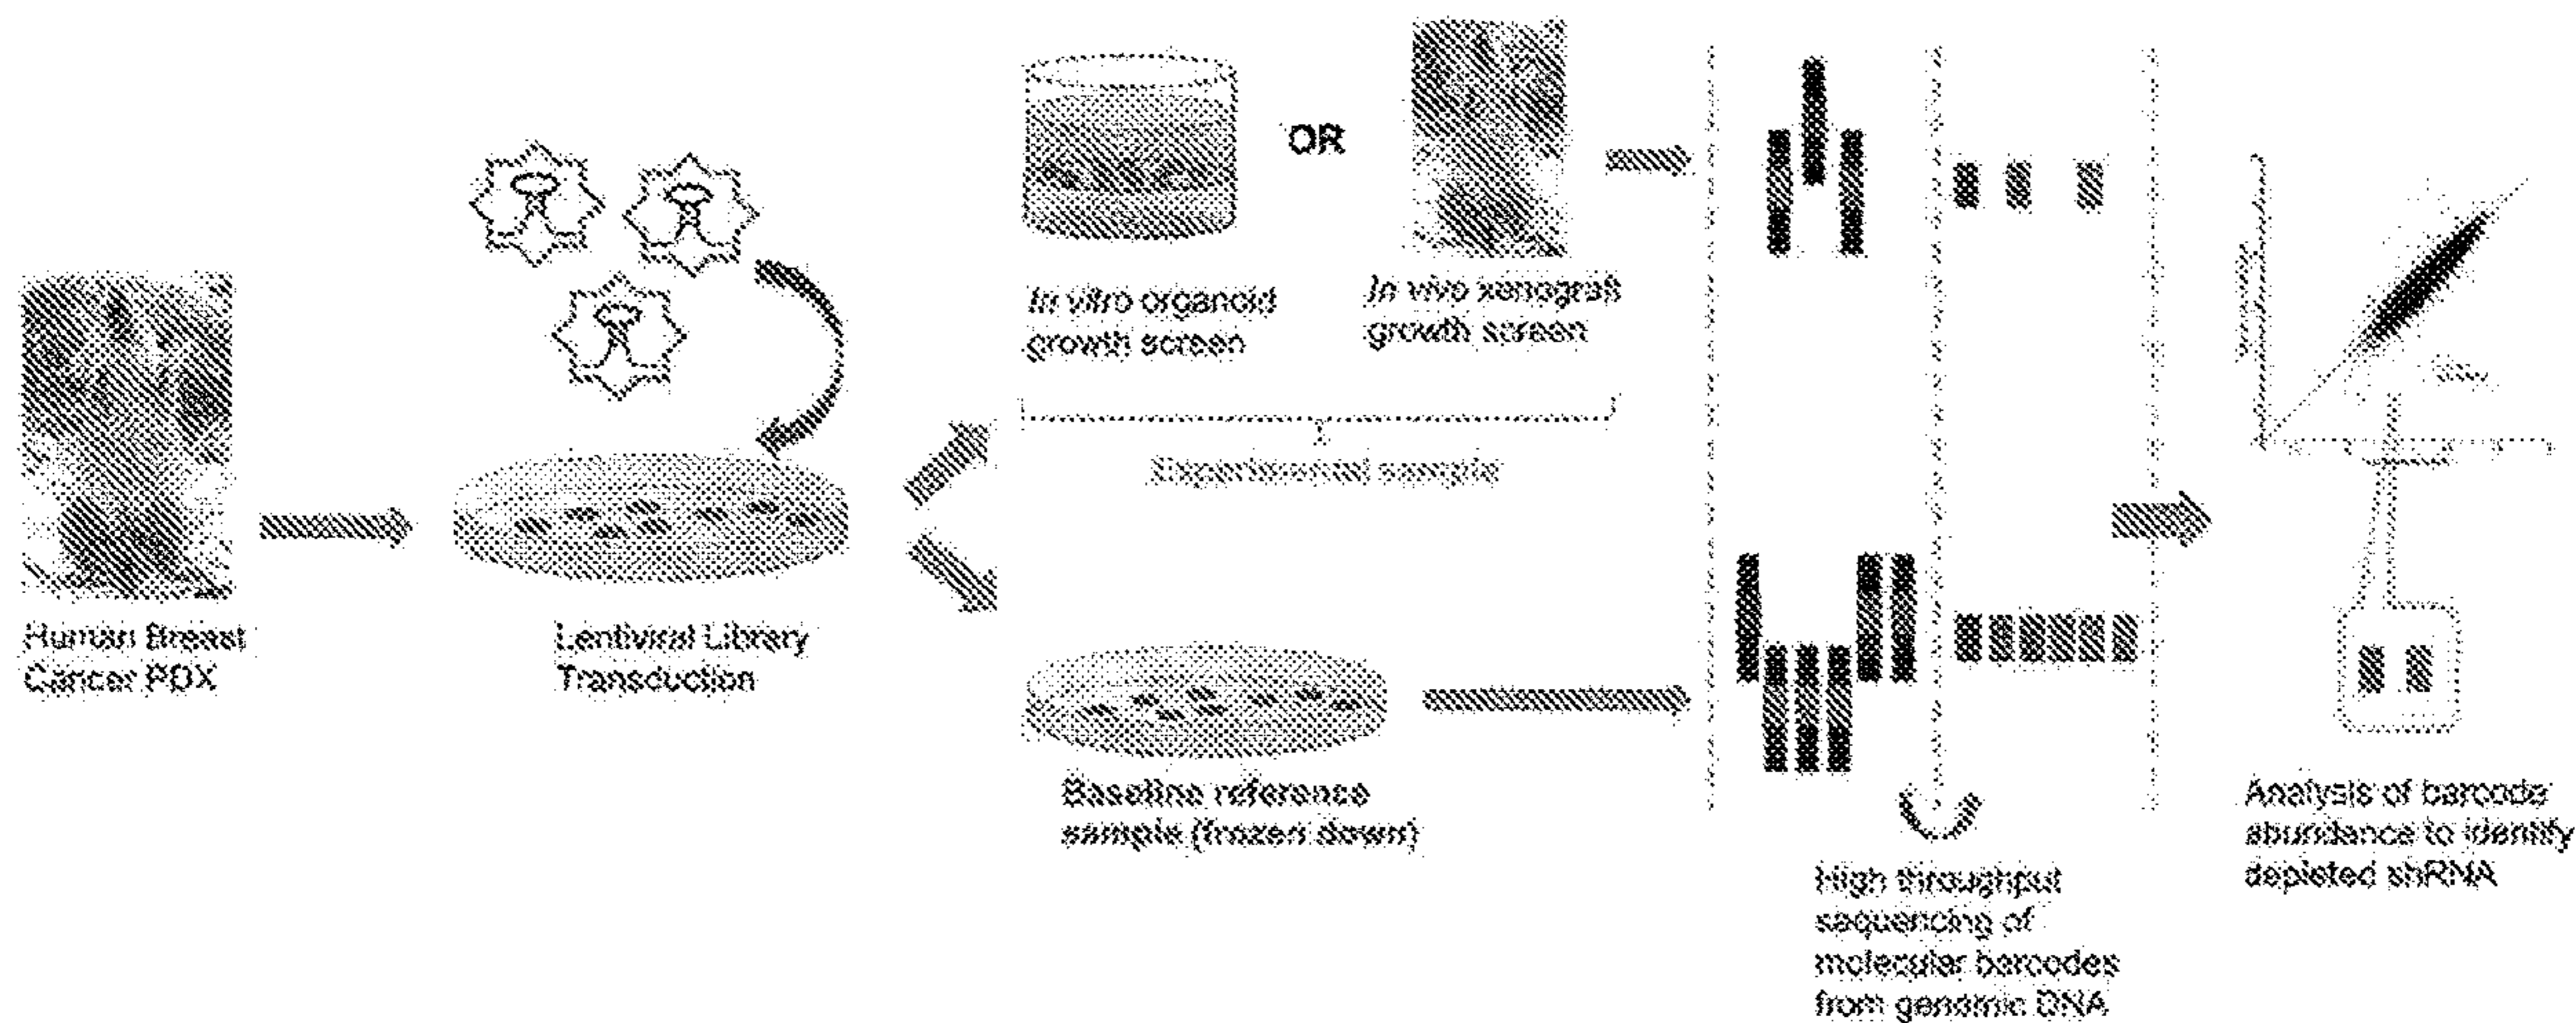 Human Breast
Cancer PDX
Lentiviral Library
Transduction
In vitro organoid
growth screen
OR
In vivo xenograft
growth screen
Experimental sample
Baseline reference
sample (frozen down)
High throughput
sequencing of
molecular barcodes
from genomic DNA
Analysis of barcode
abundance to identify
depleted shRNA